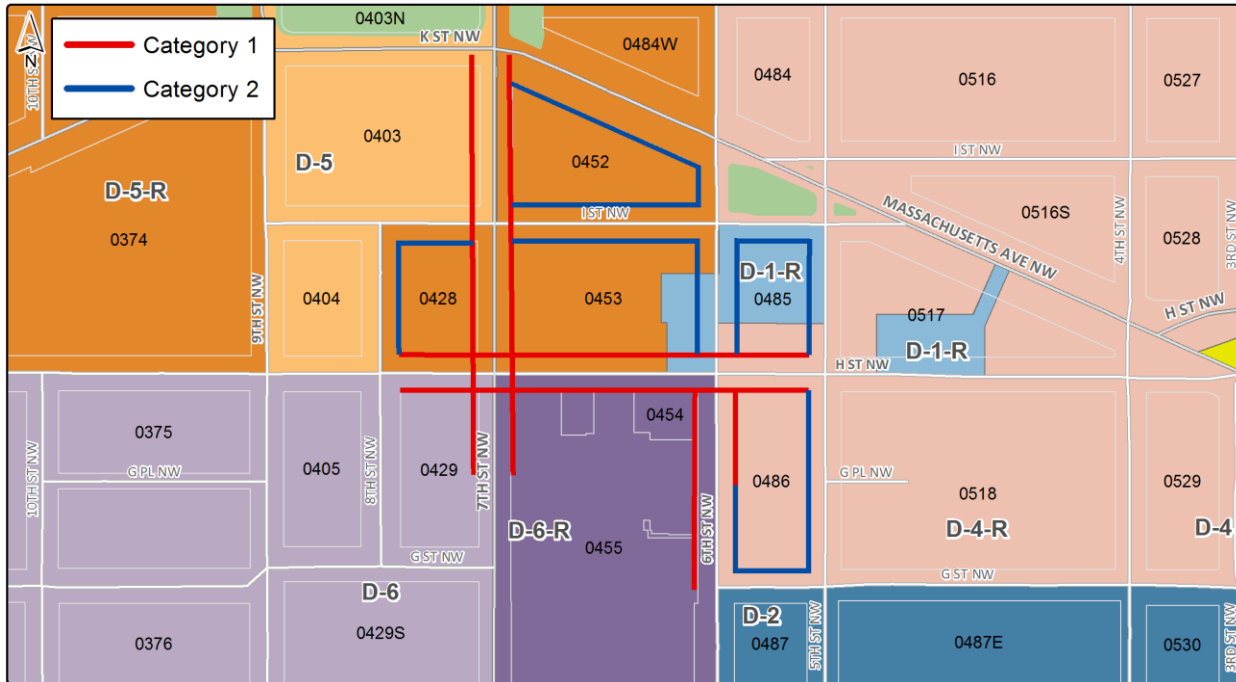 Category 1
Category 2
N
10TH ST NW
0403N
K ST NW
0484W
0484
0516
0527
0403
D-5
0452
I ST NW
I ST NW
D-5-R
0374
MASSACHUSETTS AVE NW
0516S
4TH ST NW
0528
3RD ST NW
9TH ST NW
0404
0428
0453
D-1-R
0485
0517
D-1-R
H ST NW
H ST NW
0375
G PL NW
10TH ST NW
0405
8TH ST NW
0429
7TH ST NW
0454
0486
G PL NW
0518
0529
D-6-R
0455
6TH ST NW
D-4-R
D-4
G ST NW
G ST NW
D-6
0376
0429S
D-2
0487
5TH ST NW
0487E
0530
3RD ST NW